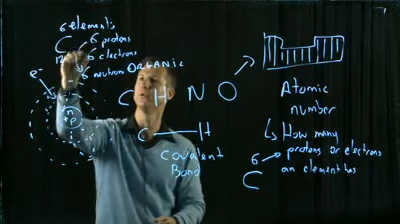 6 elements
6 protons
C
6 electrons
6 neutrons
ORGANIC
e-
n
p
C H N O
C — H
Covalent
Bond
Atomic
number
↳ How many
protons or electrons
an element has
6
C